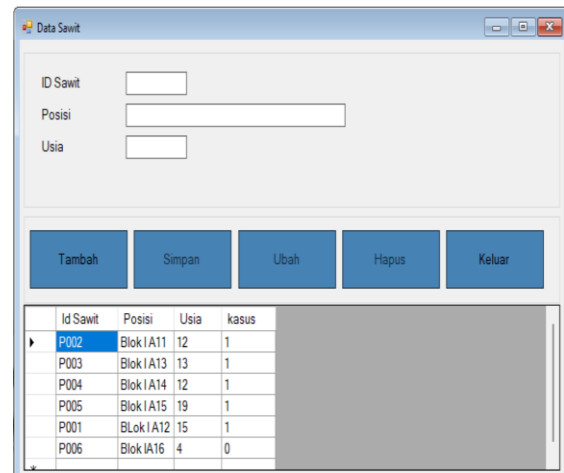 Data Sawit
ID Sawit
Posisi
Usia
Tambah Simpan Ubah Hapus Keluar
Id Sawit Posisi Usia kasus
P002 Blok I A11 12 1
P003 Blok I A13 13 1
P004 Blok I A14 12 1
P005 Blok I A15 19 1
P001 BLok I A12 15 1
P006 Blok IA16 4 0